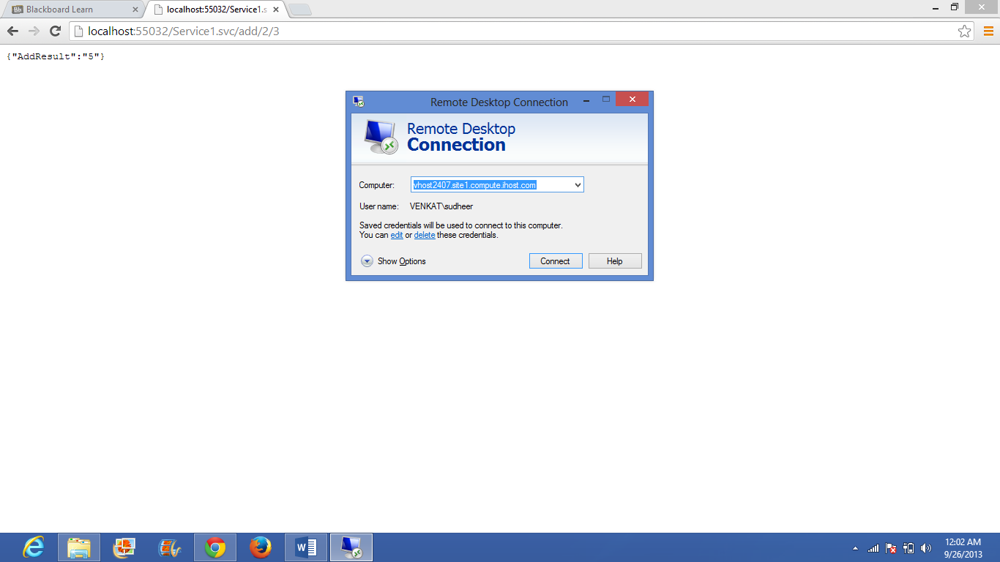 Blackboard Learn
localhost:55032/Service1.s
localhost:55032/Service1.svc/add/2/3
{"AddResult":"5"}
Remote Desktop Connection
Remote Desktop
Connection
Computer: vhost2407.site1.compute.ihost.com
User name: VENKAT\sudheer
Saved credentials will be used to connect to this computer.
You can edit or delete these credentials.
Show Options Connect Help
12:02 AM
9/26/2013